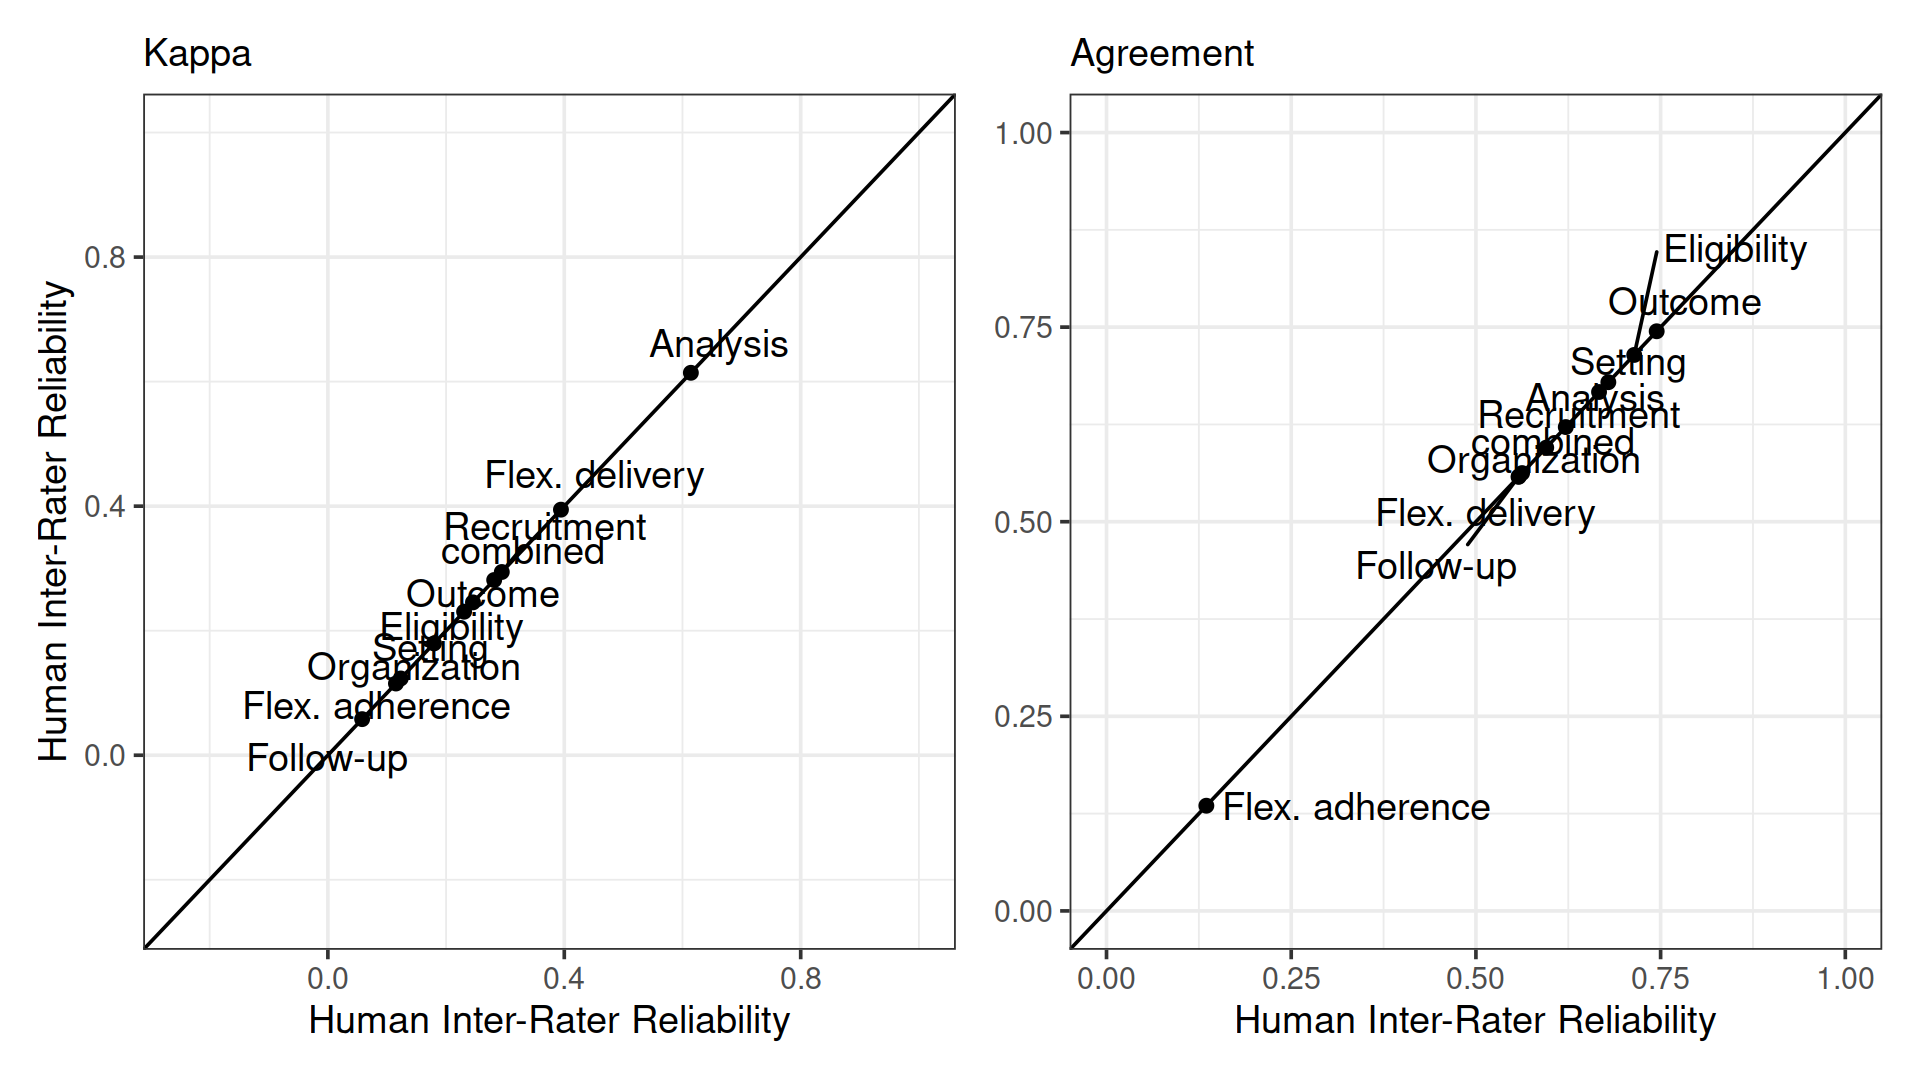 Kappa
Human Inter-Rater Reliability
0.8
0.4
0.0
Analysis
Flex. delivery
Recruitment
combined
Outcome
Eligibility
Setting
Organization
Flex. adherence
Follow-up
0.0
0.4
0.8
Human Inter-Rater Reliability
Agreement
1.00
0.75
0.50
0.25
0.00
Eligibility
Outcome
Setting
Analysis
Recruitment
combined
Organization
Flex. delivery
Follow-up
Flex. adherence
0.00
0.25
0.50
0.75
1.00
Human Inter-Rater Reliability